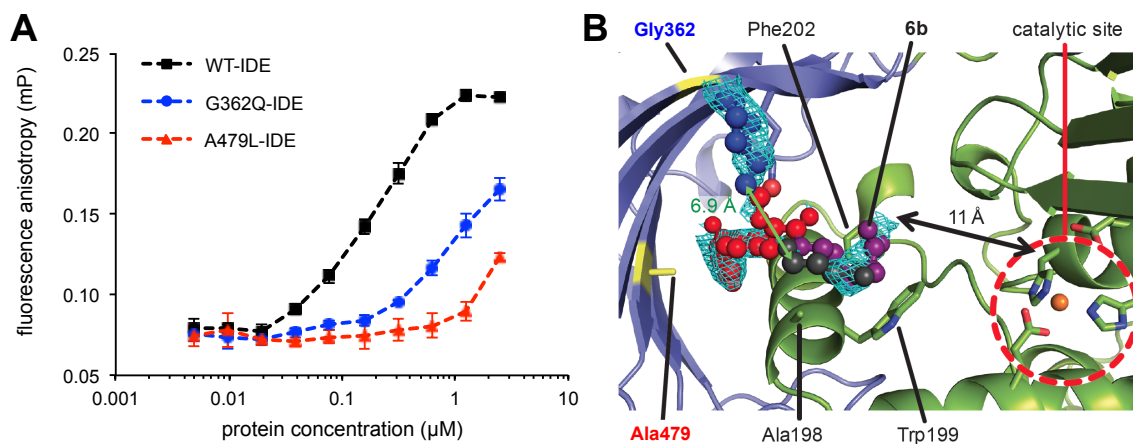 A
fluorescence anisotropy (mP)
0.25
0.20
0.15
0.10
0.05
WT-IDE
G362Q-IDE
A479L-IDE
0.001
0.01
0.1
1
10
protein concentration (µM)
B
Gly362
Phe202
6b
catalytic site
6.9 Å
11 Å
Ala479
Ala198
Trp199